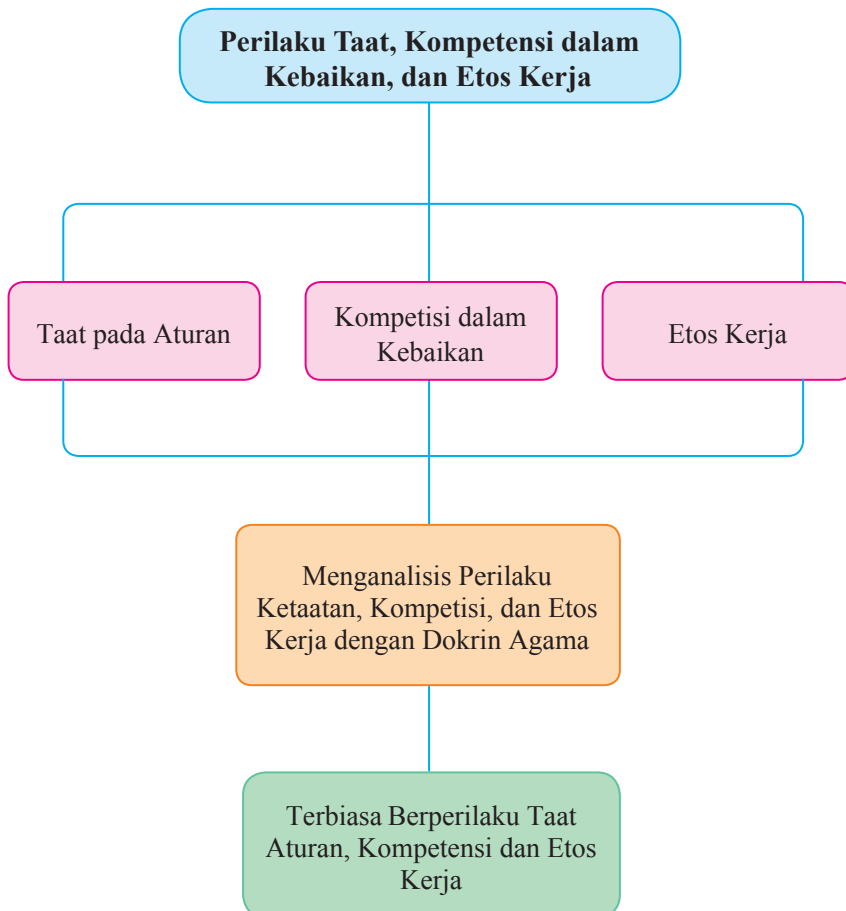 Perilaku Taat, Kompetensi dalam
Kebaikan, dan Etos Kerja
Taat pada Aturan
Kompetisi dalam
Kebaikan
Etos Kerja
Menganalisis Perilaku
Ketaatan, Kompetisi, dan Etos
Kerja dengan Dokrin Agama
Terbiasa Berperilaku Taat
Aturan, Kompetensi dan Etos
Kerja